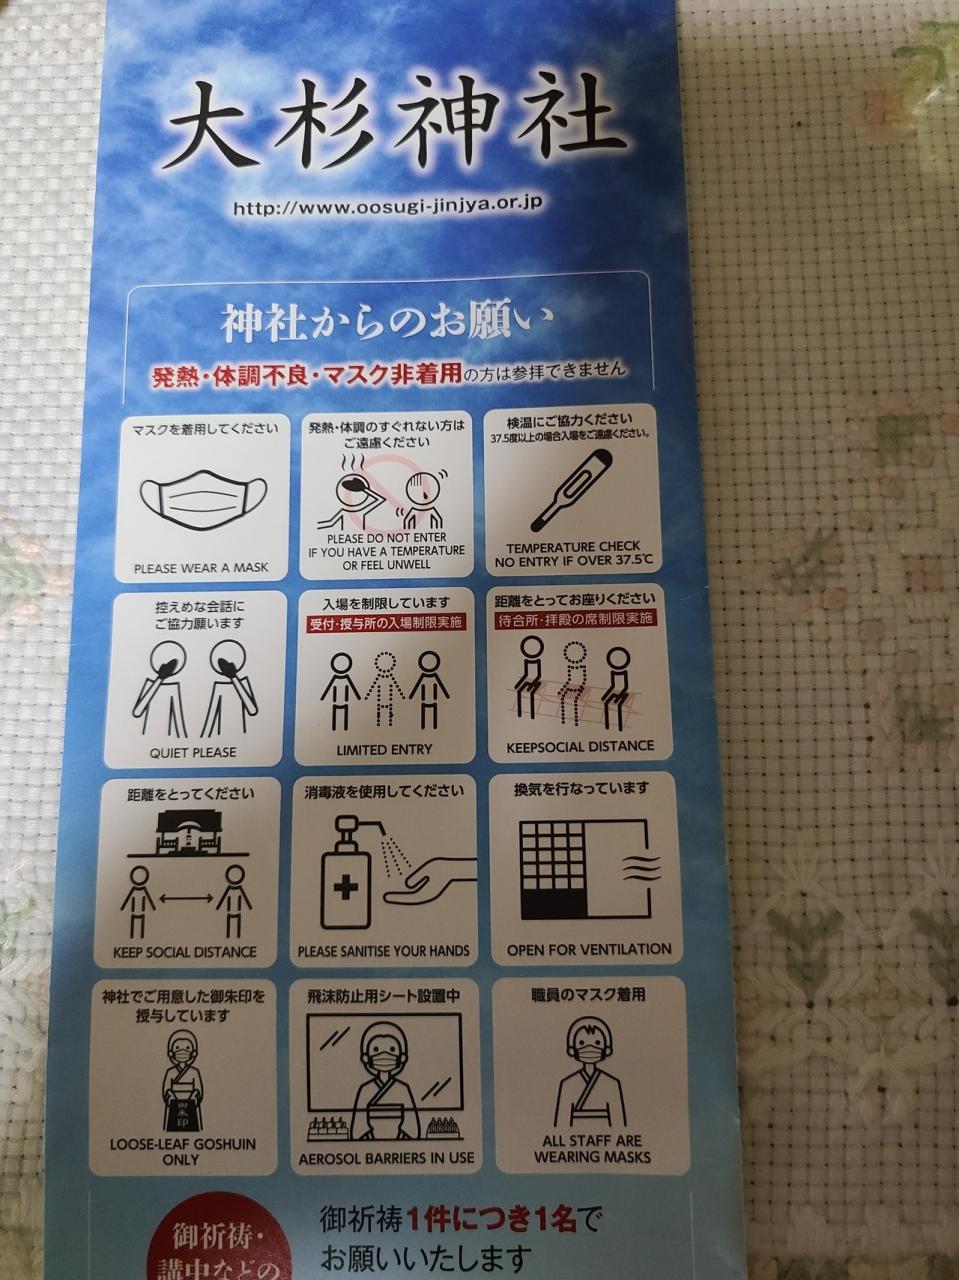 大杉神社
http://www.oosugi-jinjya.or.jp
神社からのお願い
発熱・体調不良・マスク非着用の方は参拝できません
マスクを着用してください
PLEASE WEAR A MASK
発熱・体調のすぐれない方は
ご遠慮ください
PLEASE DO NOT ENTER
IF YOU HAVE A TEMPERATURE
OR FEEL UNWELL
検温にご協力ください
37.5度以上の場合入場をご遠慮ください。
TEMPERATURE CHECK
NO ENTRY IF OVER 37.5℃
控えめな会話に
ご協力願います
QUIET PLEASE
入場を制限しています
受付・授与所の入場制限実施
LIMITED ENTRY
距離をとってお座りください
待合所・拝殿の席制限実施
KEEPSOCIAL DISTANCE
距離をとってください
KEEP SOCIAL DISTANCE
消毒液を使用してください
PLEASE SANITISE YOUR HANDS
換気を行なっています
OPEN FOR VENTILATION
神社でご用意した御朱印を
授与しています
御朱印
LOOSE-LEAF GOSHUIN
ONLY
飛沫防止用シート設置中
AEROSOL BARRIERS IN USE
職員のマスク着用
ALL STAFF ARE
WEARING MASKS
御祈祷・
講中などの
御祈祷1件につき1名で
お願いいたします